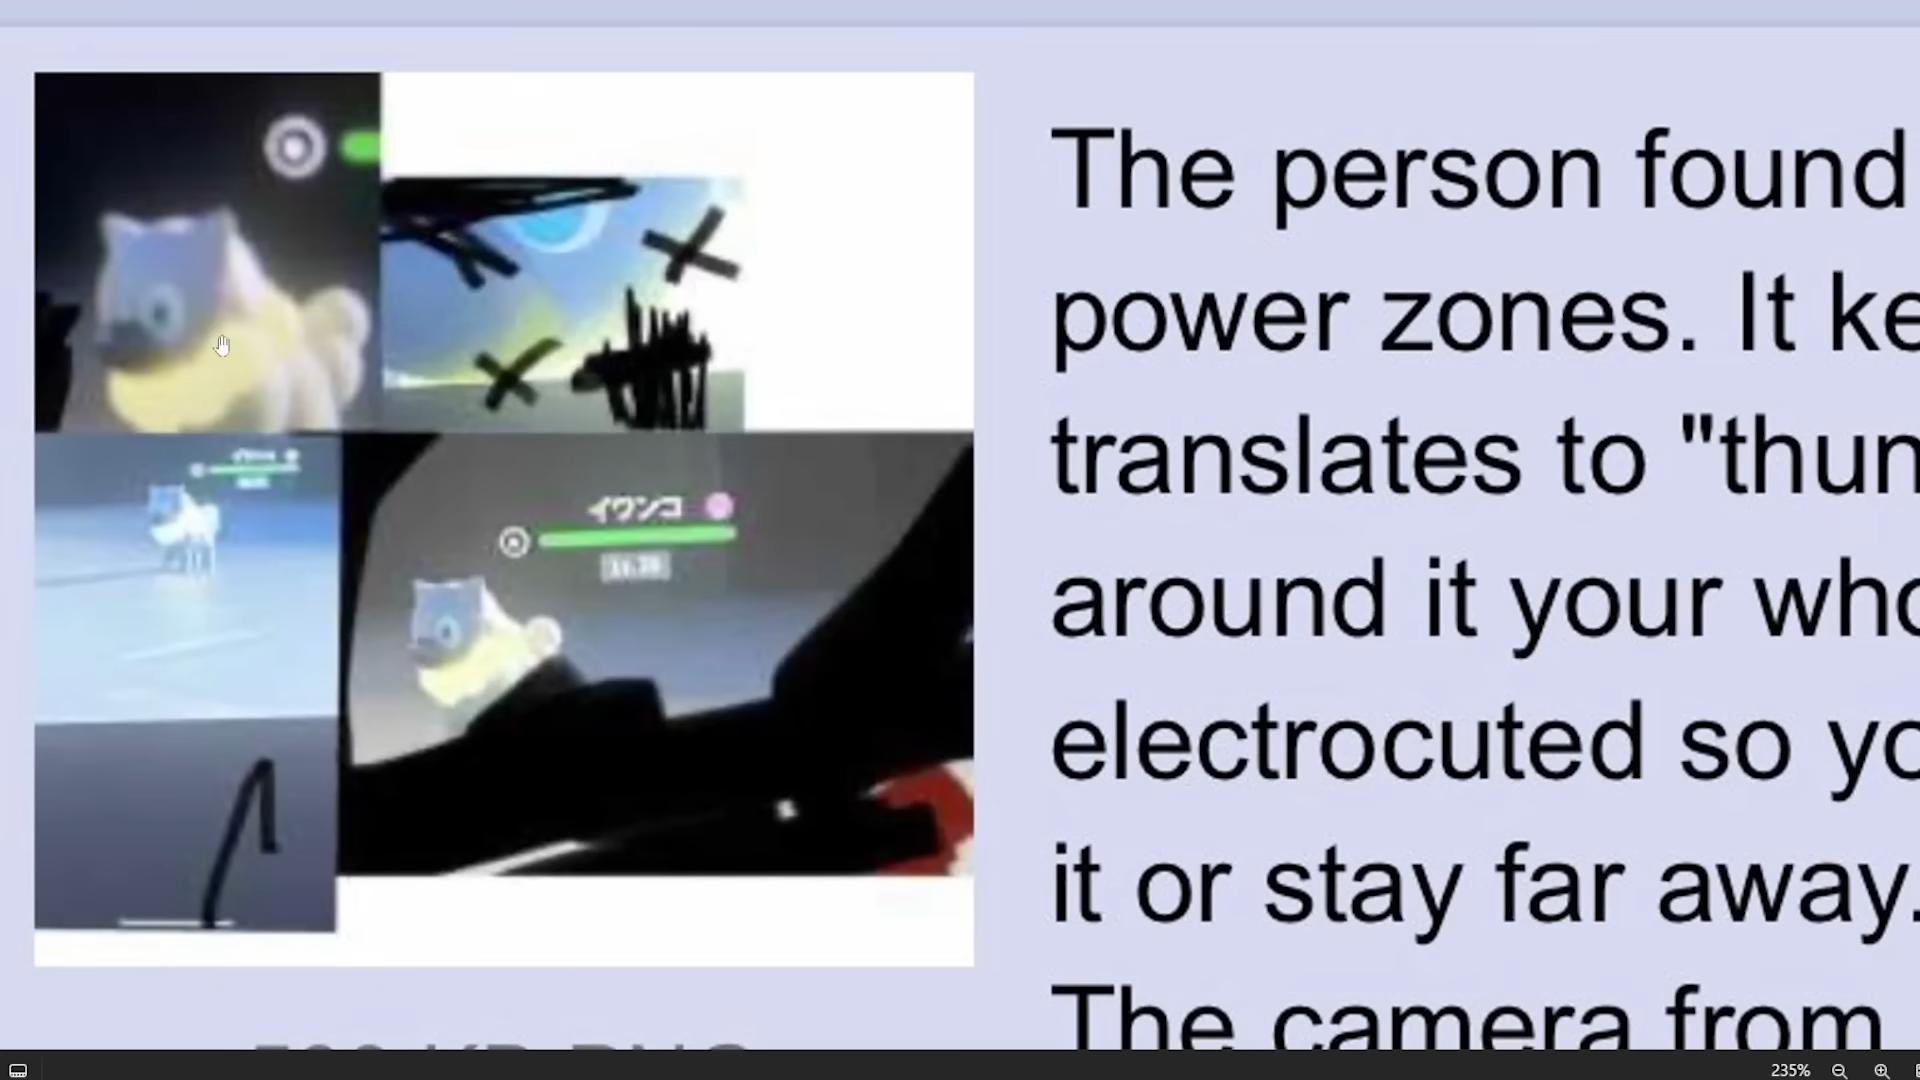 イワンコ
The person found
power zones. It ke
translates to "thun
around it your who
electrocuted so yo
it or stay far away.
The camera from
235%